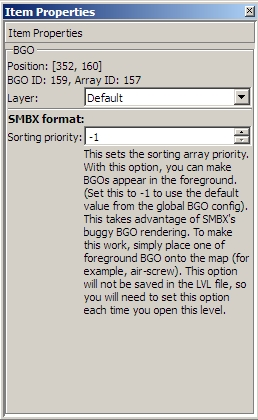 Item Properties
Item Properties
BGO
Position: [352, 160]
BGO ID: 159, Array ID: 157
Layer: Default
SMBX format:
Sorting priority: -1
This sets the sorting array priority.
With this option, you can make
BGOs appear in the foreground.
(Set this to -1 to use the default
value from the global BGO config).
This takes advantage of SMBX's
buggy BGO rendering. To make
this work, simply place one of
foreground BGO onto the map (for
example, air-screw). This option
will not be saved in the LVL file, so
you will need to set this option
each time you open this level.